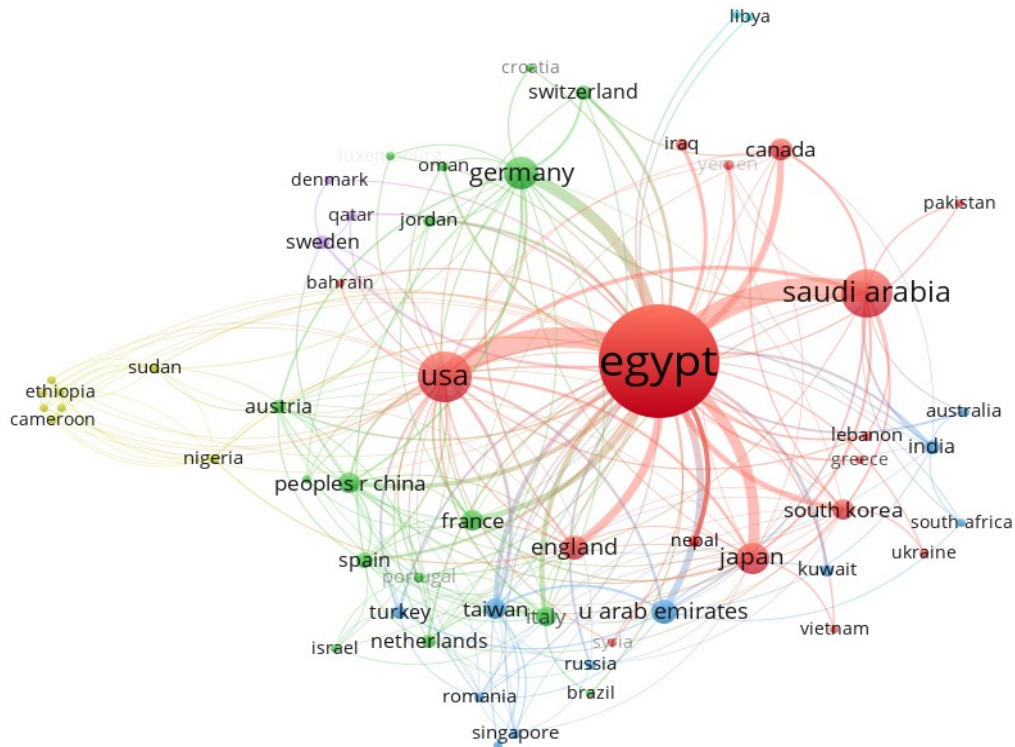 libya
croatia
switzerland
iraq
canada
luxembourg
oman
germany
yemen
denmark
pakistan
qatar
jordan
sweden
bahrain
saudi arabia
egypt
sudan
usa
ethiopia
cameroon
austria
australia
lebanon
india
nigeria
greece
peoples r china
south korea
france
south africa
england
nepal
japan
ukraine
spain
portugal
kuwait
turkey
taiwan
italy
u arab emirates
vietnam
israel
netherlands
syria
russia
romania
brazil
singapore